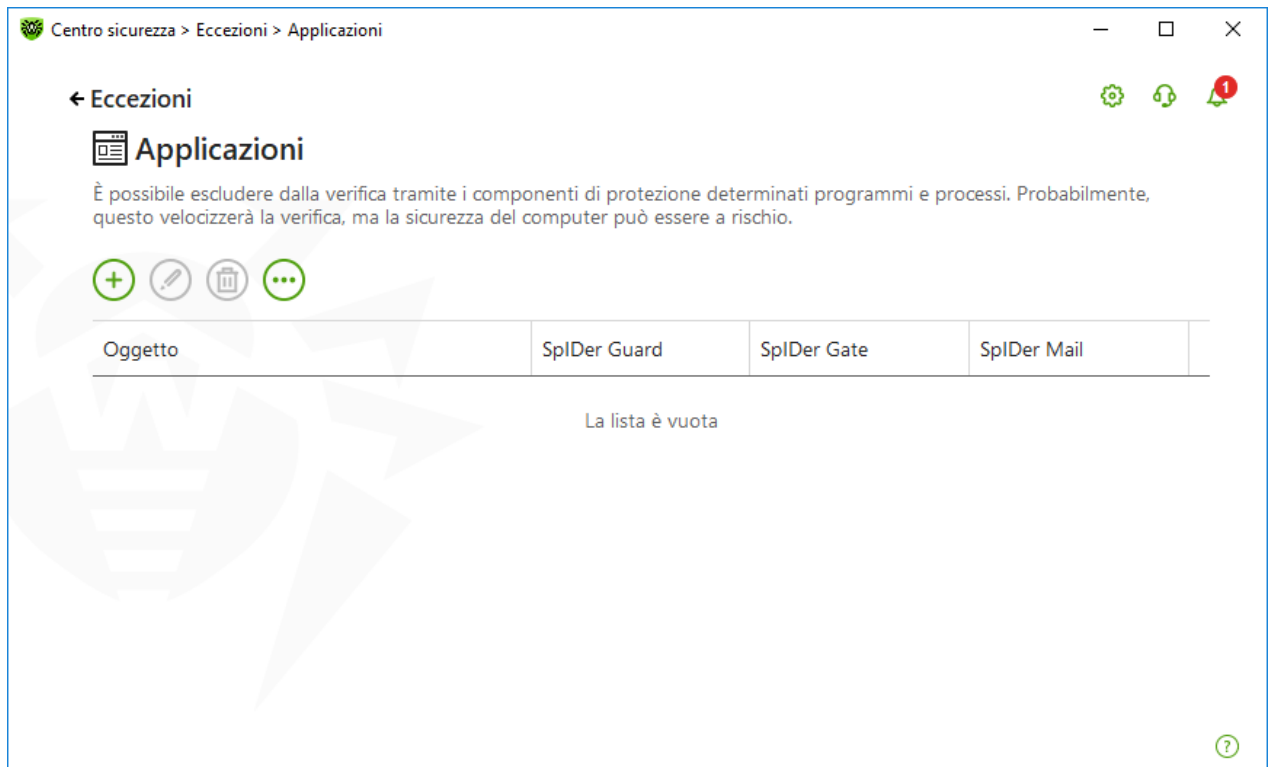 Centro sicurezza > Eccezioni > Applicazioni
Eccezioni
1
Applicazioni
È possibile escludere dalla verifica tramite i componenti di protezione determinati programmi e processi. Probabilmente,
questo velocizzerà la verifica, ma la sicurezza del computer può essere a rischio.
Oggetto SpIDer Guard SpIDer Gate SpIDer Mail
La lista è vuota
?